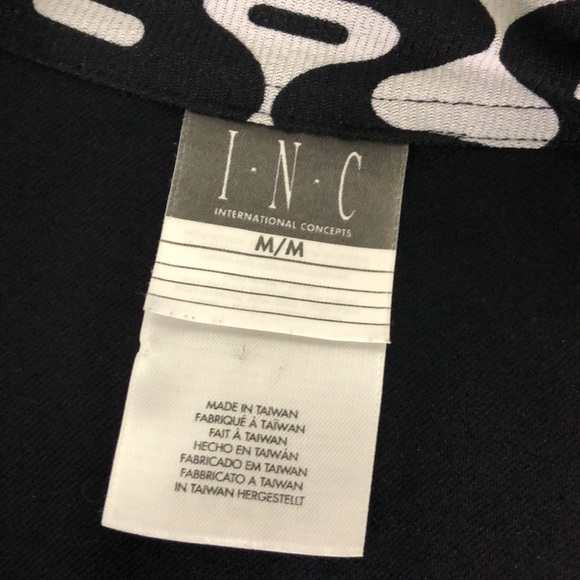 I·N·C
INTERNATIONAL CONCEPTS
M/M
MADE IN TAIWAN
FABRIQUÉ À TAÏWAN
FAIT À TAIWAN
HECHO EN TAIWÁN
FABRICADO EM TAIWAN
FABBRICATO A TAIWAN
IN TAIWAN HERGESTELLT